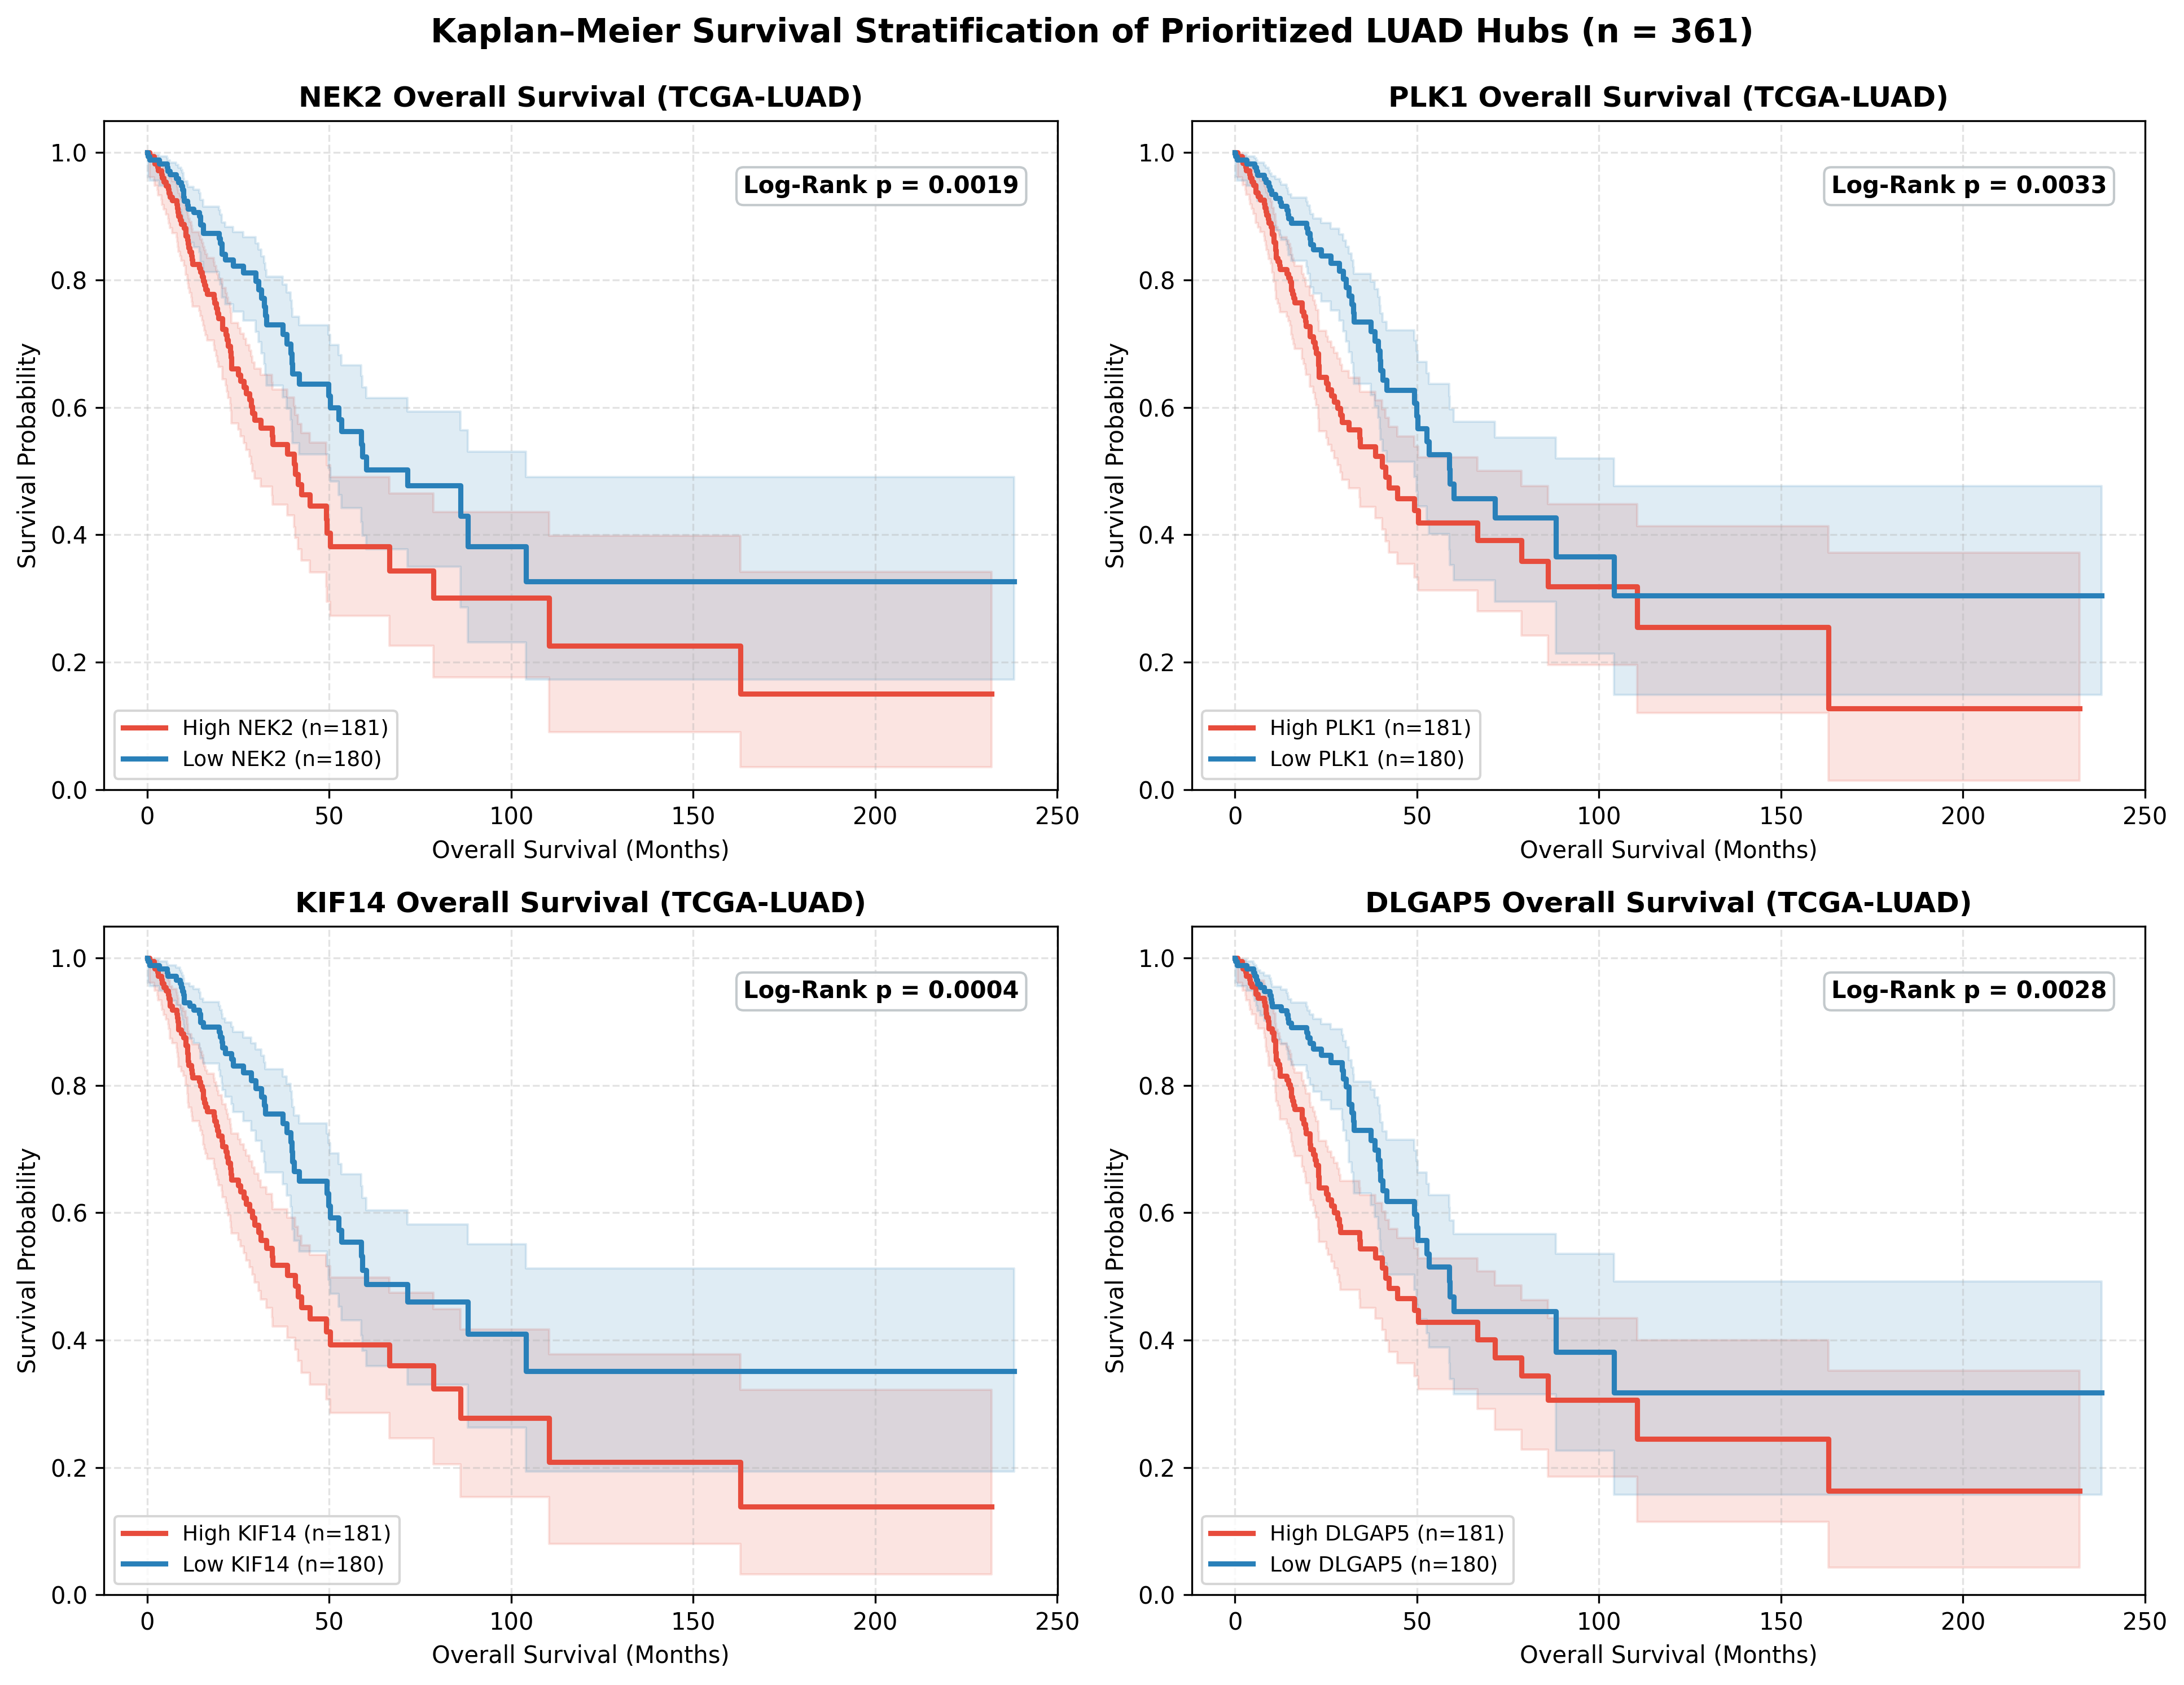 Kaplan–Meier Survival Stratification of Prioritized LUAD Hubs (n = 361)
NEK2 Overall Survival (TCGA-LUAD)
Survival Probability
1.0
0.8
0.6
0.4
0.2
0.0
Log-Rank p = 0.0019
High NEK2 (n=181)
Low NEK2 (n=180)
0 50 100 150 200 250
Overall Survival (Months)
PLK1 Overall Survival (TCGA-LUAD)
Survival Probability
1.0
0.8
0.6
0.4
0.2
0.0
Log-Rank p = 0.0033
High PLK1 (n=181)
Low PLK1 (n=180)
0 50 100 150 200 250
Overall Survival (Months)
KIF14 Overall Survival (TCGA-LUAD)
Survival Probability
1.0
0.8
0.6
0.4
0.2
0.0
Log-Rank p = 0.0004
High KIF14 (n=181)
Low KIF14 (n=180)
0 50 100 150 200 250
Overall Survival (Months)
DLGAP5 Overall Survival (TCGA-LUAD)
Survival Probability
1.0
0.8
0.6
0.4
0.2
0.0
Log-Rank p = 0.0028
High DLGAP5 (n=181)
Low DLGAP5 (n=180)
0 50 100 150 200 250
Overall Survival (Months)